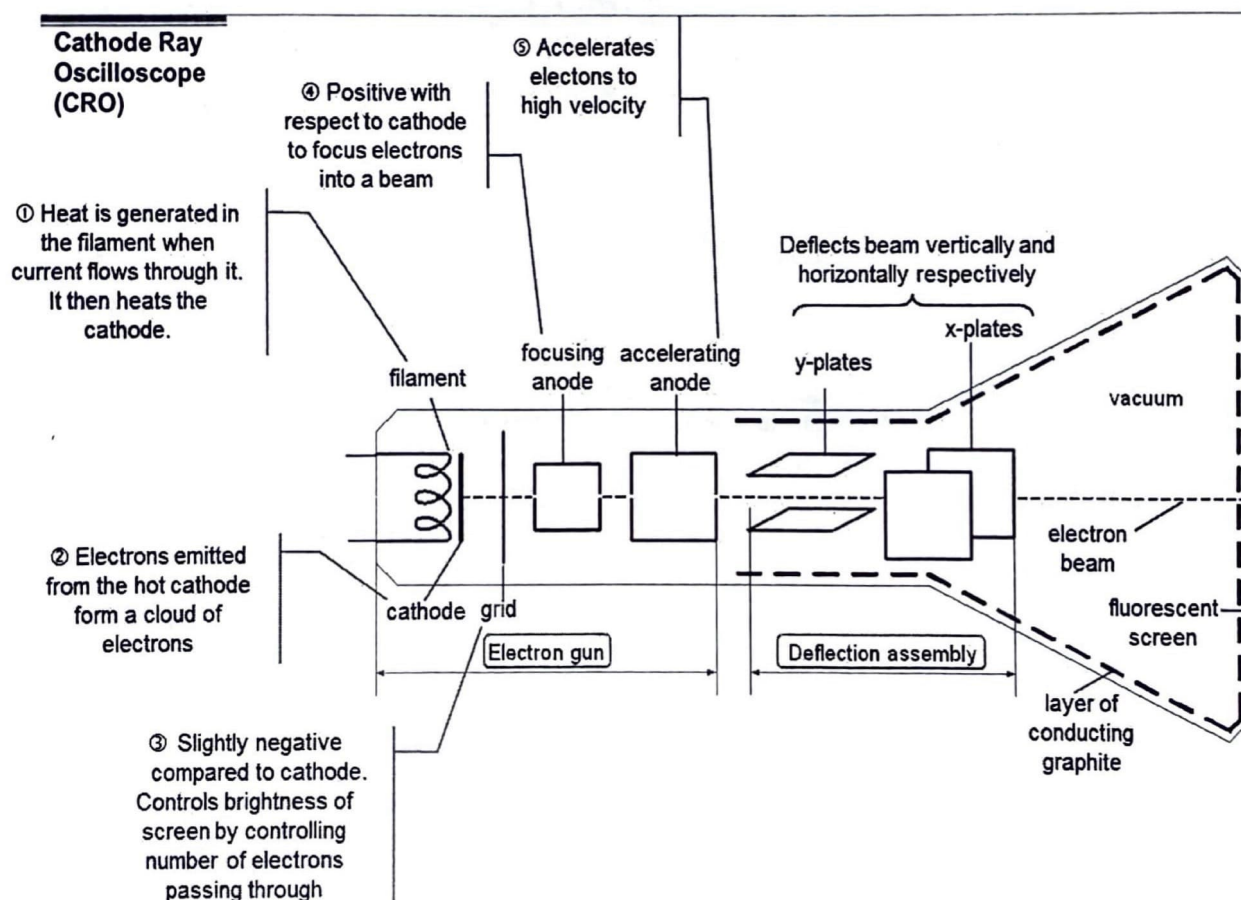 Cathode Ray
Oscilloscope
(CRO)
⑤ Accelerates
electons to
high velocity
④ Positive with
respect to cathode
to focus electrons
into a beam
① Heat is generated in
the filament when
current flows through it.
It then heats the
cathode.
Deflects beam vertically and
horizontally respectively
x-plates
focusing
anode
accelerating
anode
y-plates
filament
vacuum
② Electrons emitted
from the hot cathode
form a cloud of
electrons
electron
beam
cathode
grid
fluorescent
screen
Electron gun
Deflection assembly
layer of
conducting
graphite
③ Slightly negative
compared to cathode.
Controls brightness of
screen by controlling
number of electrons
passing through